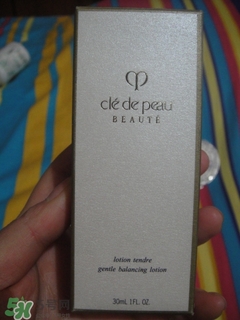 clé de peau
BEAUTÉ
lotion tendre
gentle balancing lotion
30mL 1FL. OZ.